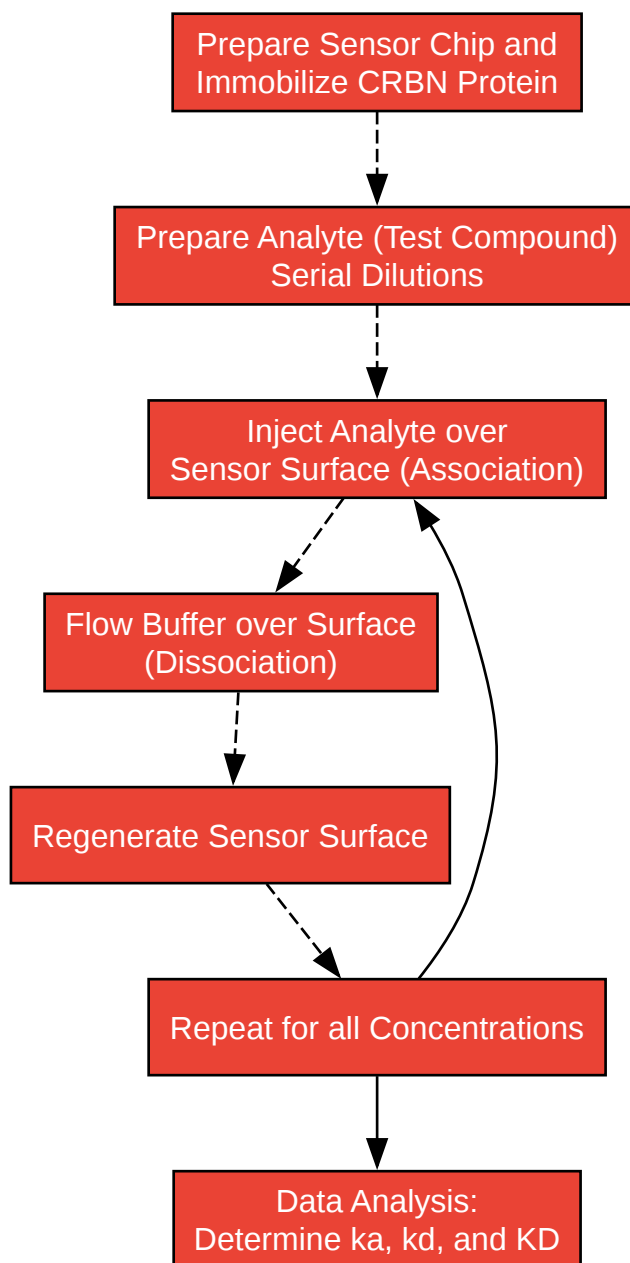 Prepare Sensor Chip and
Immobilize CRBN Protein
Prepare Analyte (Test Compound)
Serial Dilutions
Inject Analyte over
Sensor Surface (Association)
Flow Buffer over Surface
(Dissociation)
Regenerate Sensor Surface
Repeat for all Concentrations
Data Analysis:
Determine ka, kd, and KD